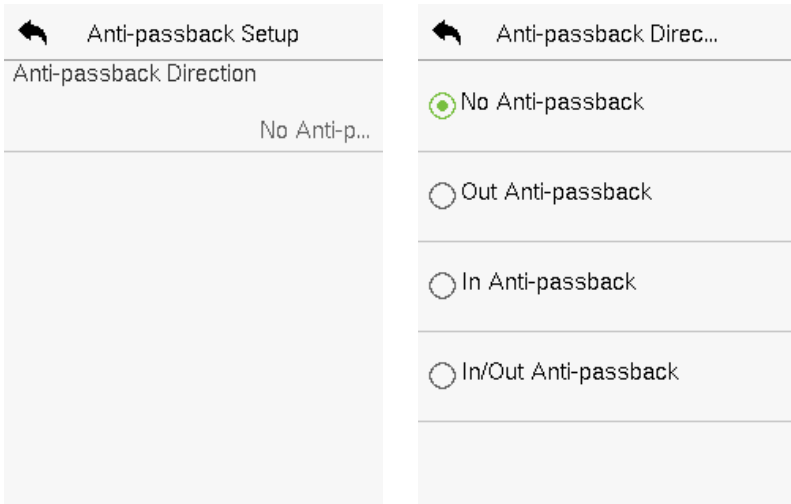 Anti-passback Setup
Anti-passback Direction
No Anti-p...
Anti-passback Direc...
No Anti-passback
Out Anti-passback
In Anti-passback
In/Out Anti-passback